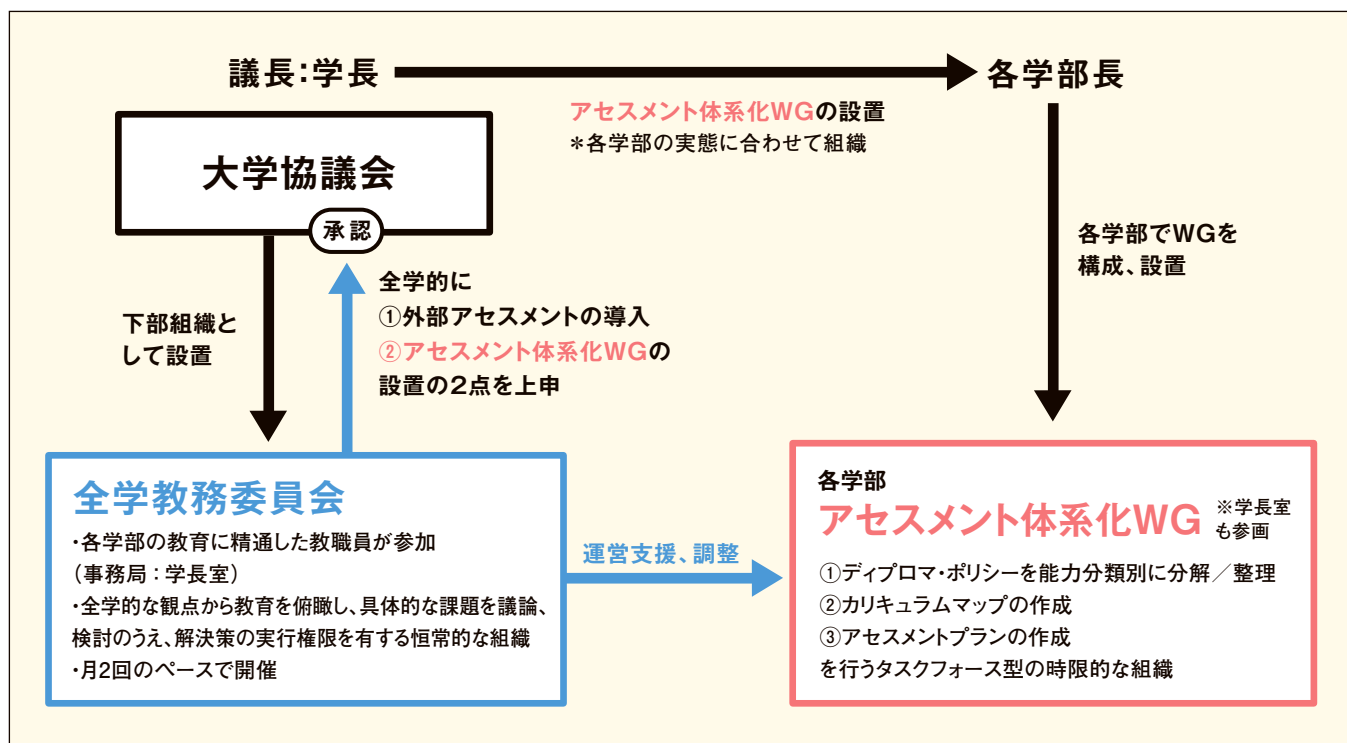 議長：学長
各学部長
アセスメント体系化WGの設置
＊各学部の実態に合わせて組織
大学協議会
承認
下部組織と
して設置
全学的に
①外部アセスメントの導入
②アセスメント体系化WGの
設置の2点を上申
各学部でWGを
構成、設置
全学教務委員会
・各学部の教育に精通した教職員が参加
（事務局：学長室）
・全学的な観点から教育を俯瞰し、具体的な課題を議論、
検討のうえ、解決策の実行権限を有する恒常的な組織
・月2回のペースで開催
運営支援、調整
各学部
アセスメント体系化WG
※学長室
も参画
①ディプロマ・ポリシーを能力分類別に分解／整理
②カリキュラムマップの作成
③アセスメントプランの作成
を行うタスクフォース型の時限的な組織